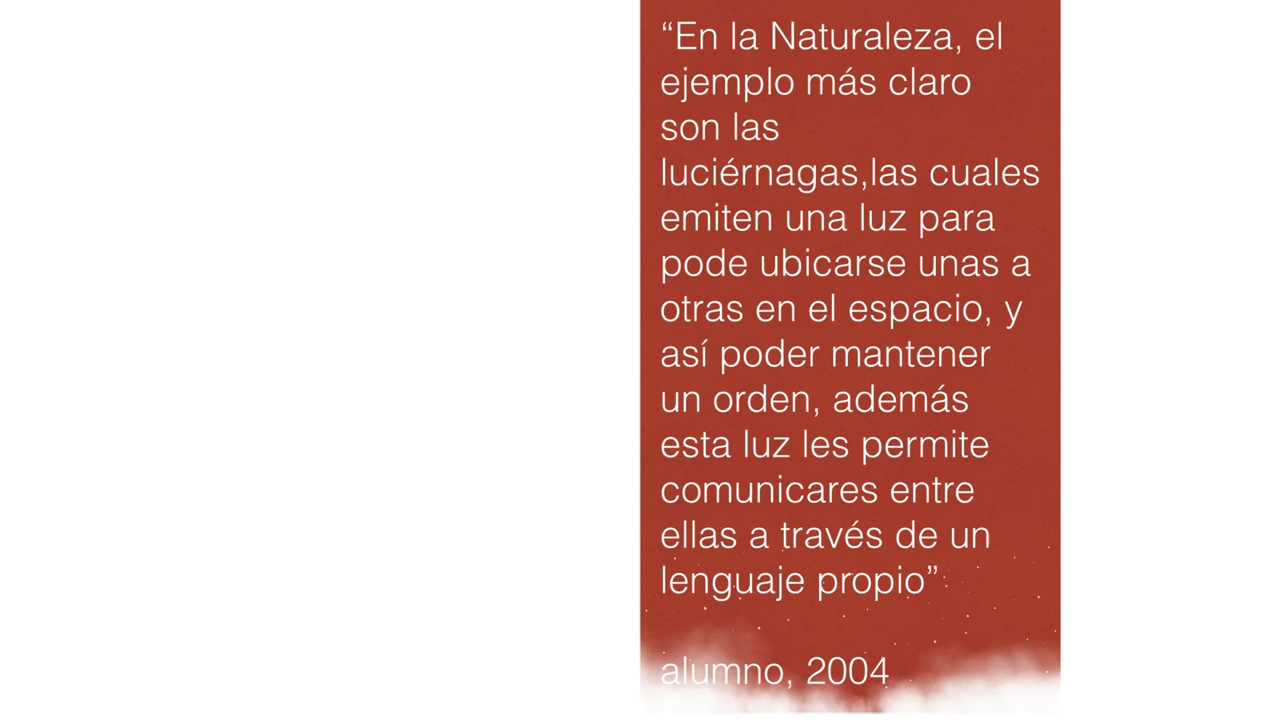 “En la Naturaleza, el
ejemplo más claro
son las
luciérnagas,las cuales
emiten una luz para
pode ubicarse unas a
otras en el espacio, y
así poder mantener
un orden, además
esta luz les permite
comunicares entre
ellas a través de un
lenguaje propio”
alumno, 2004